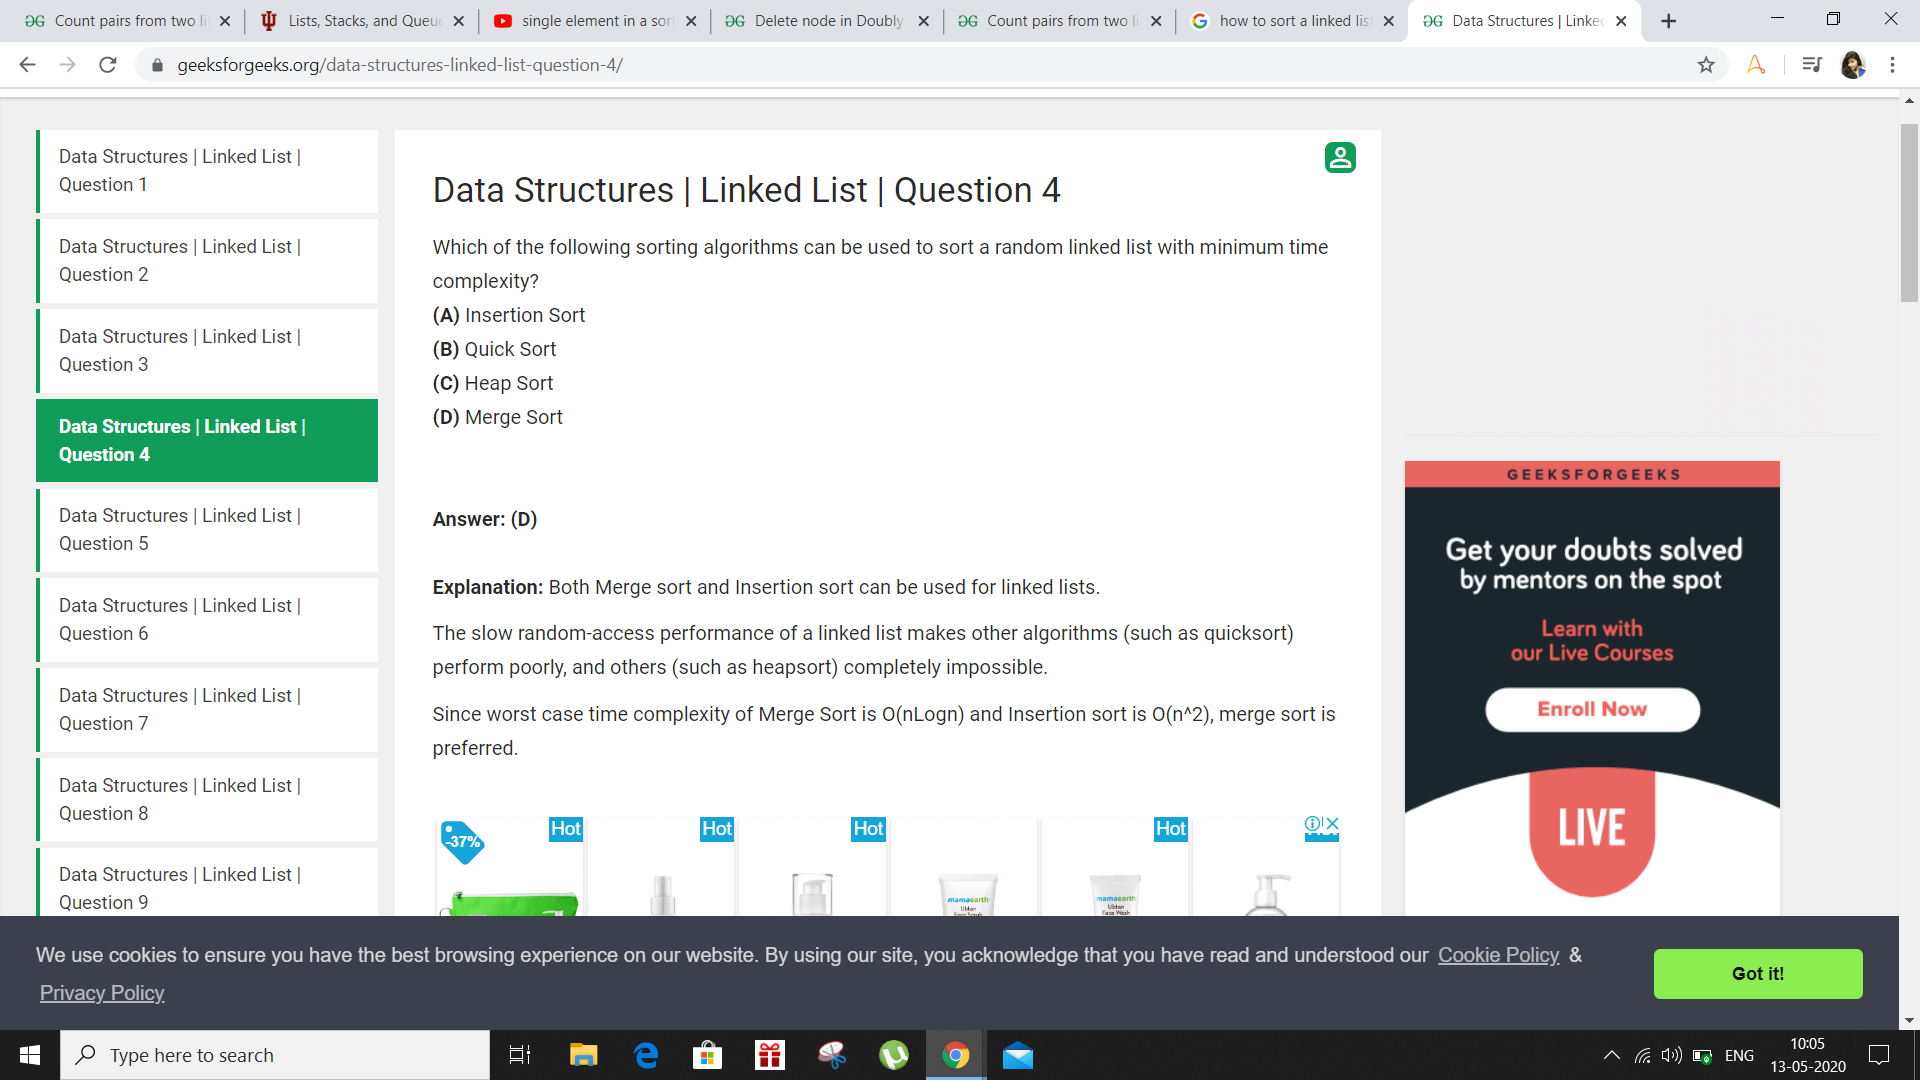 Count pairs from two li
Lists, Stacks, and Queue
single element in a sort
Delete node in Doubly
Count pairs from two li
how to sort a linked list
Data Structures | Linked
geeksforgeeks.org/data-structures-linked-list-question-4/
Data Structures | Linked List |
Question 1
Data Structures | Linked List |
Question 2
Data Structures | Linked List |
Question 3
Data Structures | Linked List |
Question 4
Data Structures | Linked List |
Question 5
Data Structures | Linked List |
Question 6
Data Structures | Linked List |
Question 7
Data Structures | Linked List |
Question 8
Data Structures | Linked List |
Question 9
Data Structures | Linked List | Question 4
Which of the following sorting algorithms can be used to sort a random linked list with minimum time
complexity?
(A) Insertion Sort
(B) Quick Sort
(C) Heap Sort
(D) Merge Sort
Answer: (D)
Explanation: Both Merge sort and Insertion sort can be used for linked lists.
The slow random-access performance of a linked list makes other algorithms (such as quicksort)
perform poorly, and others (such as heapsort) completely impossible.
Since worst case time complexity of Merge Sort is O(nLogn) and Insertion sort is O(n^2), merge sort is
preferred.
-37%
Hot
Hot
Hot
Hot
mamaearth
Ubtan
Face Scrub
mamaearth
Ubtan
Face Wash
GEEKSFORGEEKS
Get your doubts solved
by mentors on the spot
Learn with
our Live Courses
Enroll Now
LIVE
We use cookies to ensure you have the best browsing experience on our website. By using our site, you acknowledge that you have read and understood our Cookie Policy &
Privacy Policy
Got it!
Type here to search
ENG
10:05
13-05-2020